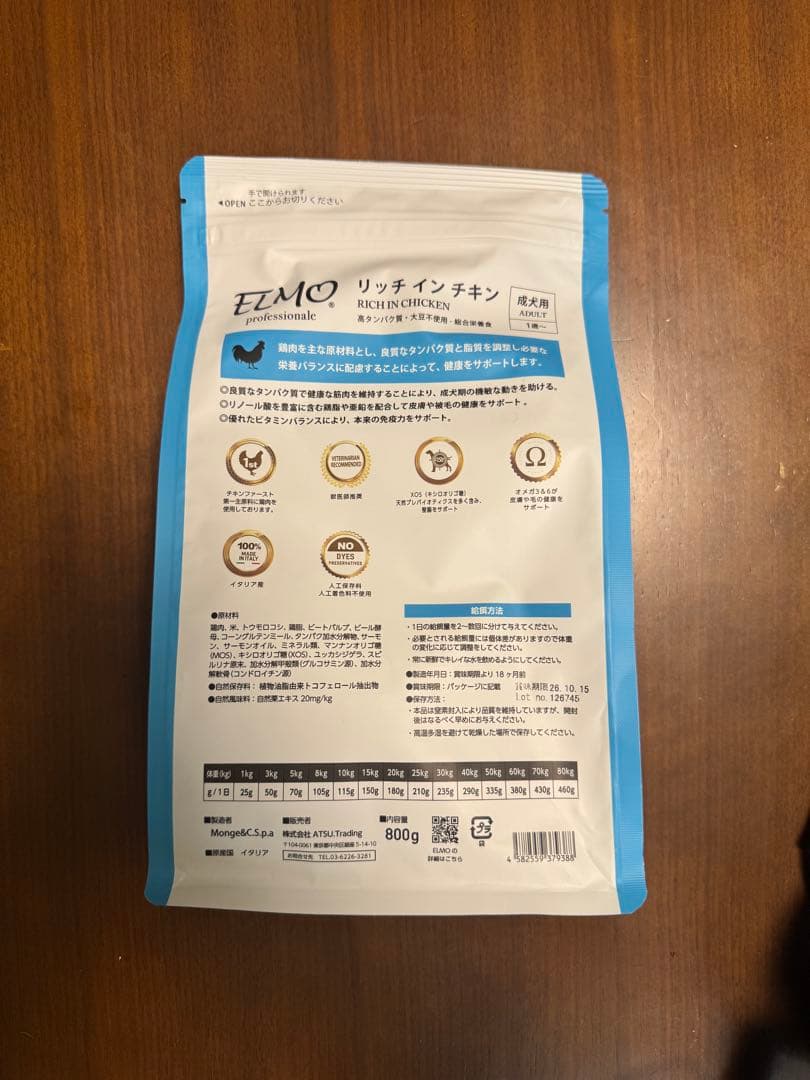 手で開けられます
◀OPEN ここからお切りください
ELMO®
professionale
リッチ イン チキン
RICH IN CHICKEN
高タンパク質・大豆不使用・総合栄養食
成犬用
ADULT
1歳～
鶏肉を主な原材料とし、良質なタンパク質と脂質を調整し必要な
栄養バランスに配慮することによって、健康をサポートします。
◎良質なタンパク質で健康な筋肉を維持することにより、成犬期の機敏な動きを助ける。
◎リノール酸を豊富に含む鶏脂や亜鉛を配合して皮膚や被毛の健康をサポート。
◎優れたビタミンバランスにより、本来の免疫力をサポート。
1st
チキンファースト
第一主原料に鶏肉を
使用しております。
VETERINARIAN
RECOMMENDED
獣医師推奨
XOS（キシロオリゴ糖）
天然プレバイオティクスを多く含み、
整腸をサポート
Ω
オメガ3＆6が
皮膚や毛の健康を
サポート
100%
MADE
IN ITALY
イタリア産
NO
DYES
PRESERVATIVES
人工保存料
人工着色料不使用
●原材料
鶏肉、米、トウモロコシ、鶏脂、ビートパルプ、ビール酵
母、コーングルテンミール、タンパク加水分解物、サーモ
ン、サーモンオイル、ミネラル類、マンナンオリゴ糖
(MOS)、キシロオリゴ糖(XOS)、ユッカシジゲラ、スピ
ルリナ原末、加水分解甲殻類(グルコサミン源)、加水分
解軟骨(コンドロイチン源)
●自然保存料： 植物油脂由来トコフェロール抽出物
●自然風味料：自然栗エキス 20mg/kg
給餌方法
・1日の給餌量を2～数回に分けて与えてください。
・必要とされる給餌量には個体差がありますので体重
の変化に応じて調整をしてください。
・常に新鮮でキレイな水を飲めるようにしてください。
●製造年月日：賞味期限より18ヶ月前
●賞味期限：パッケージに記載 賞味期限26.10.15
●保存方法： Lot no.126745
・本品は窒素封入により品質を維持していますが、開封
後はなるべく早めにお与えください。
・高温多湿を避けて乾燥した場所で保存してください。
体重(kg) 1kg 3kg 5kg 8kg 10kg 15kg 20kg 25kg 30kg 40kg 50kg 60kg 70kg 80kg
g/1日 25g 50g 70g 105g 115g 150g 180g 210g 235g 290g 335g 380g 430g 460g
■製造者
Monge&C.S.p.a
■原産国 イタリア
■販売者
株式会社 ATSU.Trading
〒104-0061 東京都中央区銀座 5-14-10
お問合せ先 TEL.03-6226-3281
■内容量
800g
ELMOの
詳細はこちら
プラ
袋
4 582559 379388